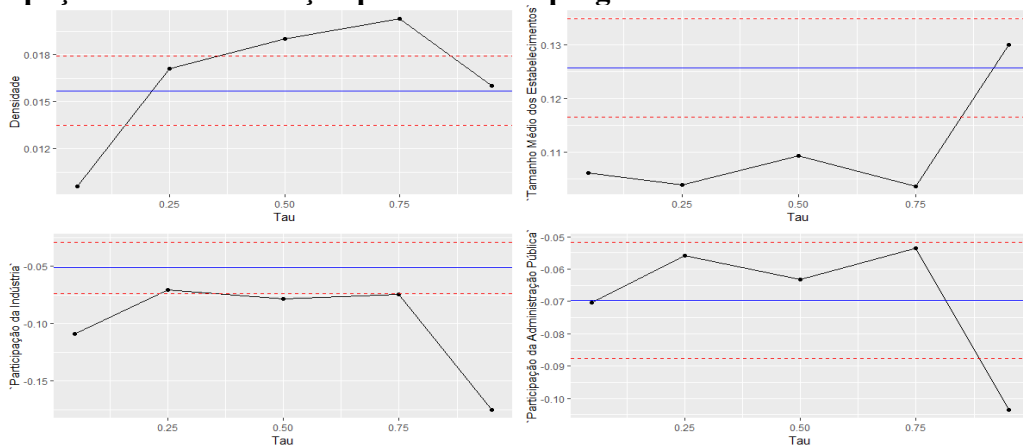 Densidade
0.018
0.015
0.012
0.25 0.50 0.75
Tau
`Tamanho Médio dos Estabelecimentos`
0.13
0.12
0.11
0.25 0.50 0.75
Tau
`Participação da Indústria`
-0.05
-0.10
-0.15
0.25 0.50 0.75
Tau
`Participação da Administração Pública`
-0.05
-0.06
-0.07
-0.08
-0.09
-0.10
0.25 0.50 0.75
Tau